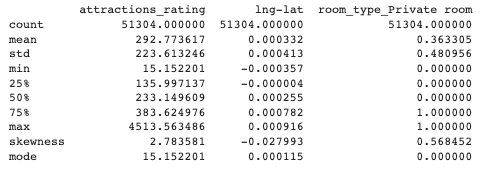 attractions_rating lng-lat room_type_Private room
count 51304.000000 51304.000000 51304.000000
mean 292.773617 0.000332 0.363305
std 223.613246 0.000413 0.480956
min 15.152201 -0.000357 0.000000
25% 135.997137 -0.000004 0.000000
50% 233.149609 0.000255 0.000000
75% 383.624976 0.000782 1.000000
max 4513.563486 0.000916 1.000000
skewness 2.783581 -0.027993 0.568452
mode 15.152201 0.000115 0.000000